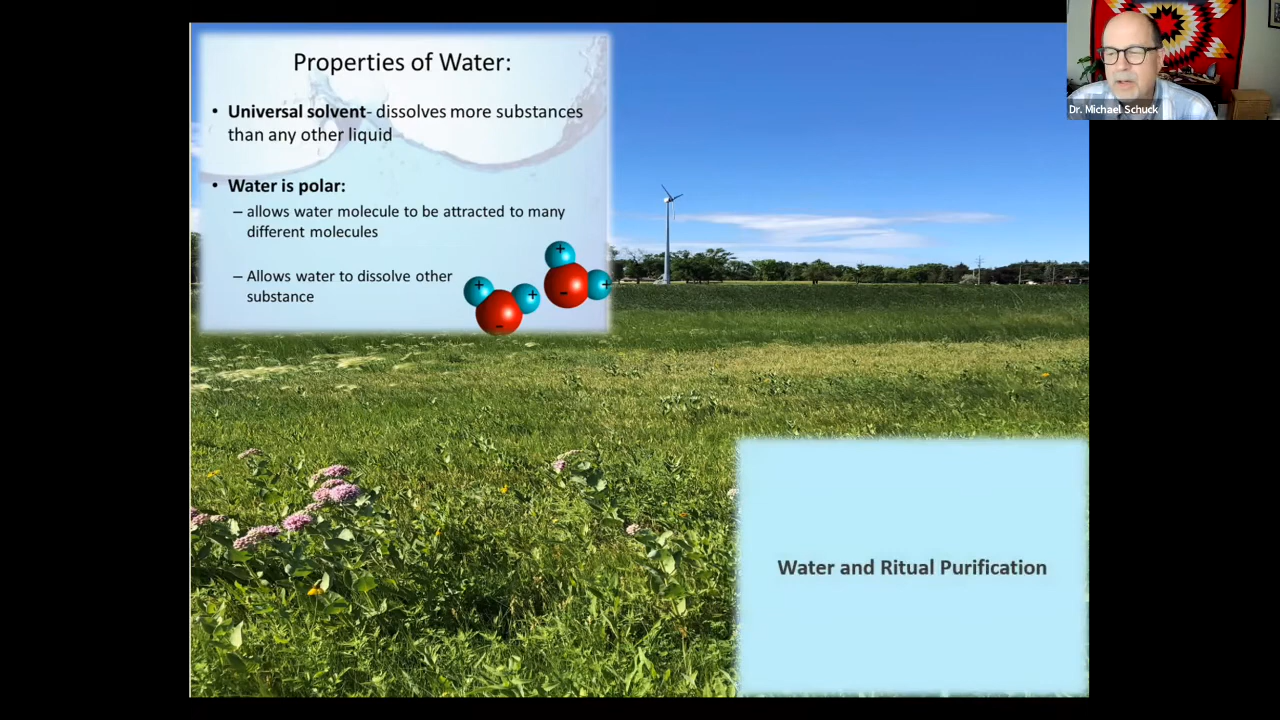 Properties of Water:
• Universal solvent- dissolves more substances
than any other liquid
• Water is polar:
– allows water molecule to be attracted to many
different molecules
– Allows water to dissolve other
substance
+
+
-
+
+
-
Water and Ritual Purification
Dr. Michael Schuck